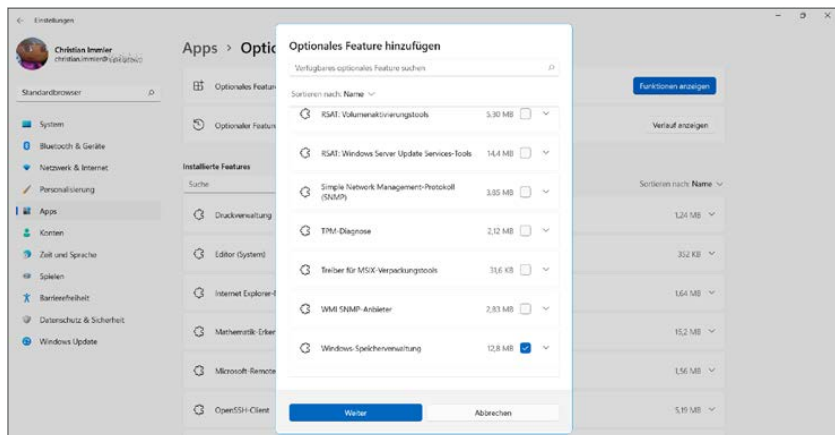 Einstellungen
Christian Immler
Standardbrowser
System
Bluetooth & Geräte
Netzwerk & Internet
Personalisierung
Apps
Konten
Zeit und Sprache
Spielen
Barrierefreiheit
Datenschutz & Sicherheit
Windows Update
Apps > Optio
Optionales Featur
Funktionen anzeigen
Optionaler Featur
Verlauf anzeigen
Installierte Features
Suche
Sortieren nach: Name
Druckverwaltung
1,24 MB
Editor (System)
352 KB
Internet Explorer-
1,64 MB
Mathematik-Erker
15,2 MB
Microsoft-Remote
1,56 MB
OpenSSH-Client
5,19 MB
Optionales Feature hinzufügen
Verfügbares optionales Feature suchen
Sortieren nach: Name
RSAT: Volumenaktivierungstools 5,30 MB
RSAT: Windows Server Update Services-Tools 14,4 MB
Simple Network Management-Protokoll
(SNMP) 3,85 MB
TPM-Diagnose 2,12 MB
Treiber für MSIX-Verpackungstools 31,6 KB
WMI SNMP-Anbieter 2,83 MB
Windows-Speicherverwaltung 12,8 MB
Weiter
Abbrechen